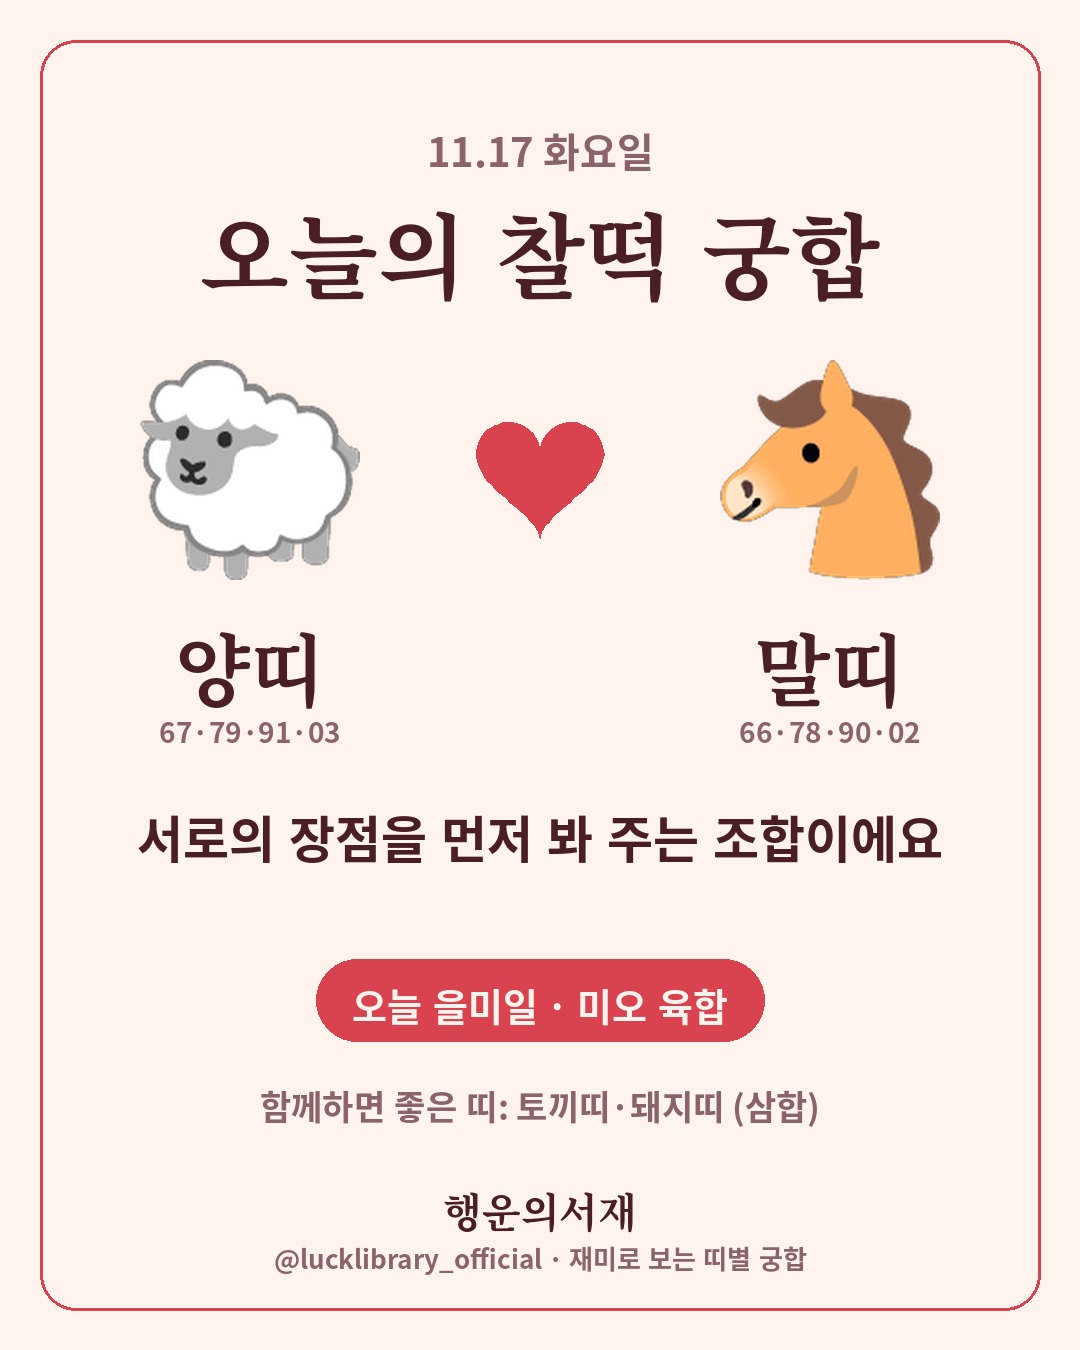 11.17 화요일
오늘의 찰떡 궁합
양띠 말띠
67·79·91·03 66·78·90·02
서로의 장점을 먼저 봐 주는 조합이에요
오늘 을미일 · 미오 육합
함께하면 좋은 띠: 토끼띠·돼지띠 (삼합)
행운의서재
@lucklibrary_official · 재미로 보는 띠별 궁합